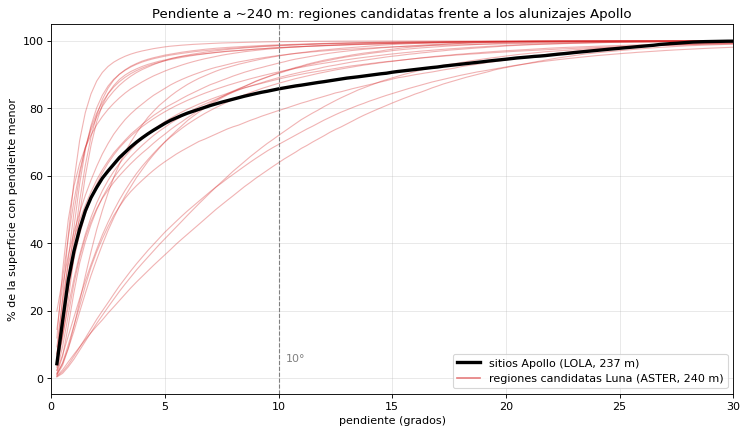 Pendiente a ~240 m: regiones candidatas frente a los alunizajes Apollo
% de la superficie con pendiente menor
100
80
60
40
20
0
10°
sitios Apollo (LOLA, 237 m)
regiones candidatas Luna (ASTER, 240 m)
0 5 10 15 20 25 30
pendiente (grados)